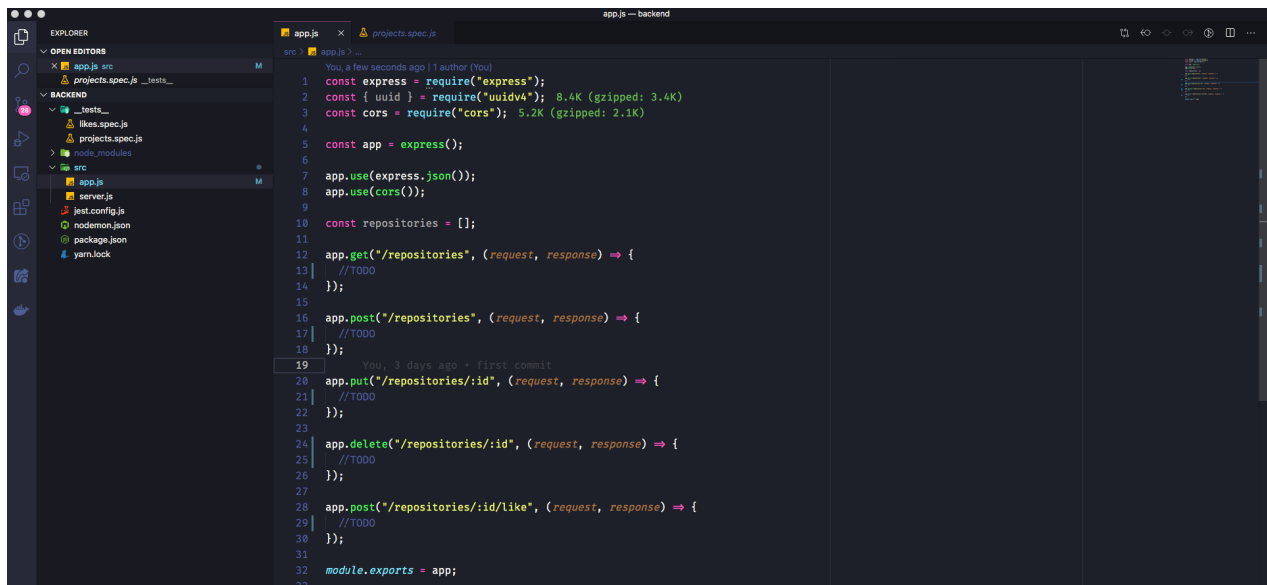 app.js — backend
EXPLORER
OPEN EDITORS
app.js src M
projects.spec.js __tests__
BACKEND
__tests__
likes.spec.js
projects.spec.js
node_modules
src
app.js M
server.js
jest.config.js
nodemon.json
package.json
yarn.lock
26
app.js
projects.spec.js
src > app.js > ...
You, a few seconds ago | 1 author (You)
1 const express = require("express");
2 const { uuid } = require("uuidv4"); 8.4K (gzipped: 3.4K)
3 const cors = require("cors"); 5.2K (gzipped: 2.1K)
4
5 const app = express();
6
7 app.use(express.json());
8 app.use(cors());
9
10 const repositories = [];
11
12 app.get("/repositories", (request, response) ⇒ {
13 //TODO
14 });
15
16 app.post("/repositories", (request, response) ⇒ {
17 //TODO
18 });
19 You, 3 days ago • first commit
20 app.put("/repositories/:id", (request, response) ⇒ {
21 //TODO
22 });
23
24 app.delete("/repositories/:id", (request, response) ⇒ {
25 //TODO
26 });
27
28 app.post("/repositories/:id/like", (request, response) ⇒ {
29 //TODO
30 });
31
32 module.exports = app;